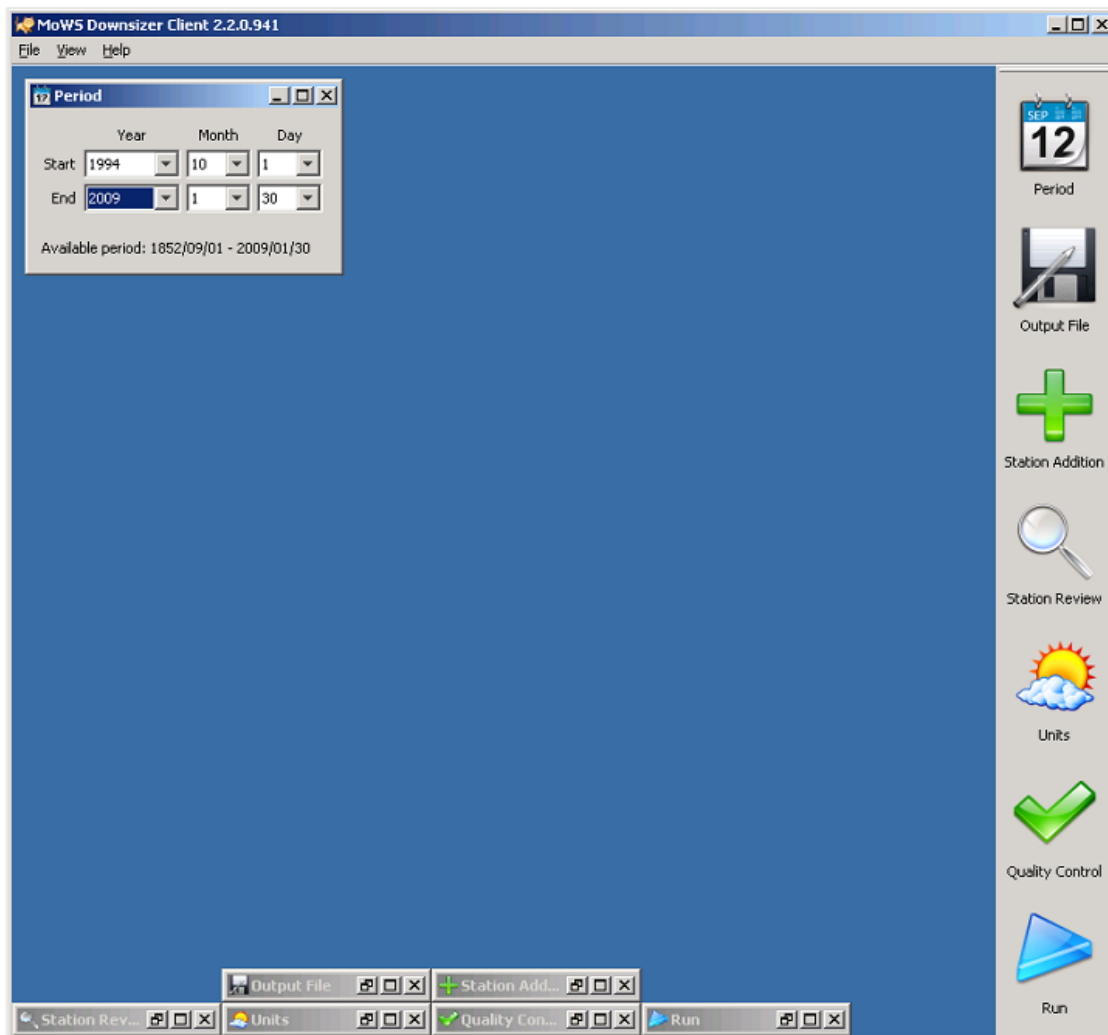 MoWS Downsizer Client 2.2.0.941
File View Help
Period
Year Month Day
Start 1994 10 1
End 2009 1 30
Available period: 1852/09/01 - 2009/01/30
SEP
12
Period
Output File
Station Addition
Station Review
Units
Quality Control
Run
Output File
Station Add...
Station Rev...
Units
Quality Con...
Run